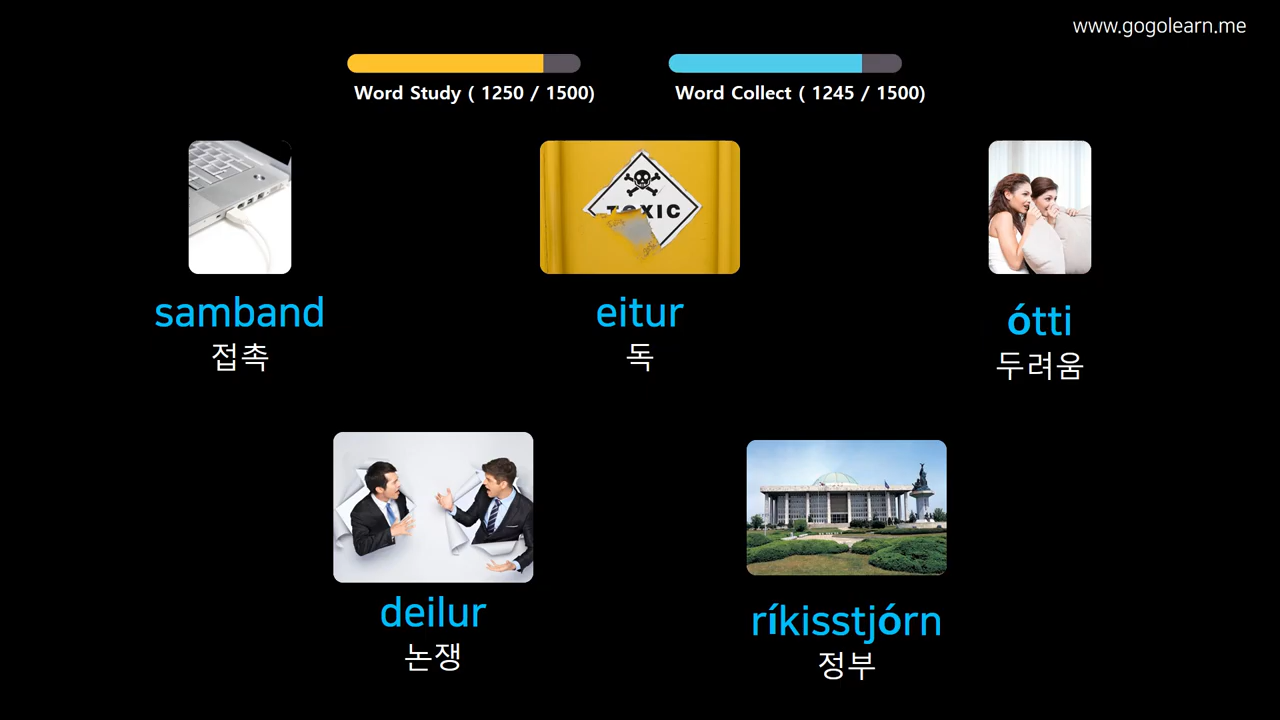 www.gogolearn.me
Word Study ( 1250 / 1500)
Word Collect ( 1245 / 1500)
TOXIC
samband
접촉
eitur
독
ótti
두려움
deilur
논쟁
ríkisstjórn
정부